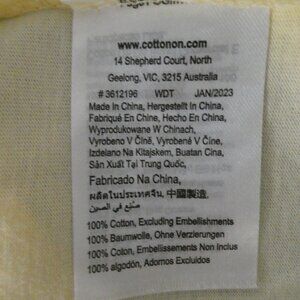 www.cottonon.com
14 Shepherd Court, North
Geelong, VIC, 3215 Australia
# 3612196 WDT JAN/2023
Made In China, Hergestellt In China,
Fabriqué En Chine, Hecho En China,
Wyprodukowane W Chinach,
Vyrobeno V Číně, Vyrobené V Číne,
Izdelano Na Kitajskem, Buatan Cina,
Sản Xuất Tại Trung Quốc,
Fabricado Na China,
ผลิตในประเทศจีน, 中國製造,
صنع في الصين
100% Cotton, Excluding Embellishments
100% Baumwolle, Ohne Verzierungen
100% Coton, Embellissements Non Inclus
100% algodón, Adornos Excluidos